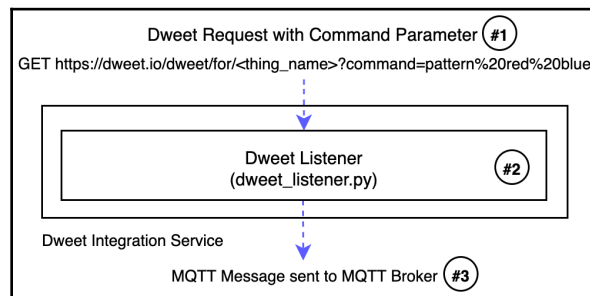 Dweet Request with Command Parameter #1
GET https://dweet.io/dweet/for/<thing_name>?command=pattern%20red%20blue
Dweet Listener
(dweet_listener.py)
#2
Dweet Integration Service
MQTT Message sent to MQTT Broker #3